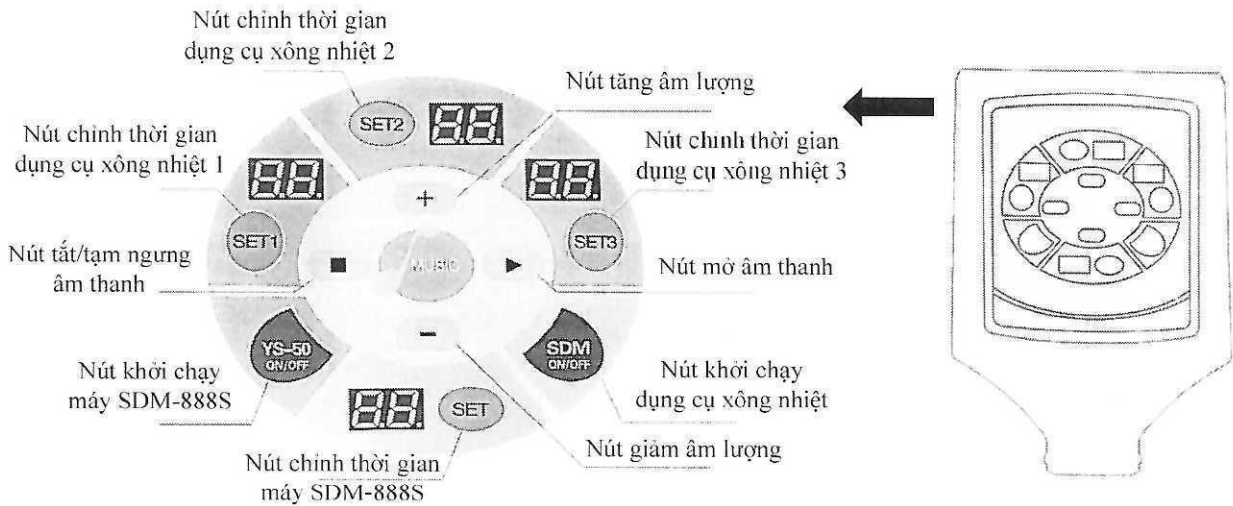 Nút chỉnh thời gian
dụng cụ xông nhiệt 2
Nút tăng âm lượng
SET2
88
Nút chỉnh thời gian
dụng cụ xông nhiệt 1
88
88
Nút chỉnh thời gian
dụng cụ xông nhiệt 3
+
SET1
SET3
Nút tắt/tạm ngưng
âm thanh
MUSIC
Nút mở âm thanh
YS-50
ON/OFF
−
SDM
ON/OFF
Nút khởi chạy
máy SDM-888S
Nút khởi chạy
dụng cụ xông nhiệt
88
SET
Nút giảm âm lượng
Nút chỉnh thời gian
máy SDM-888S